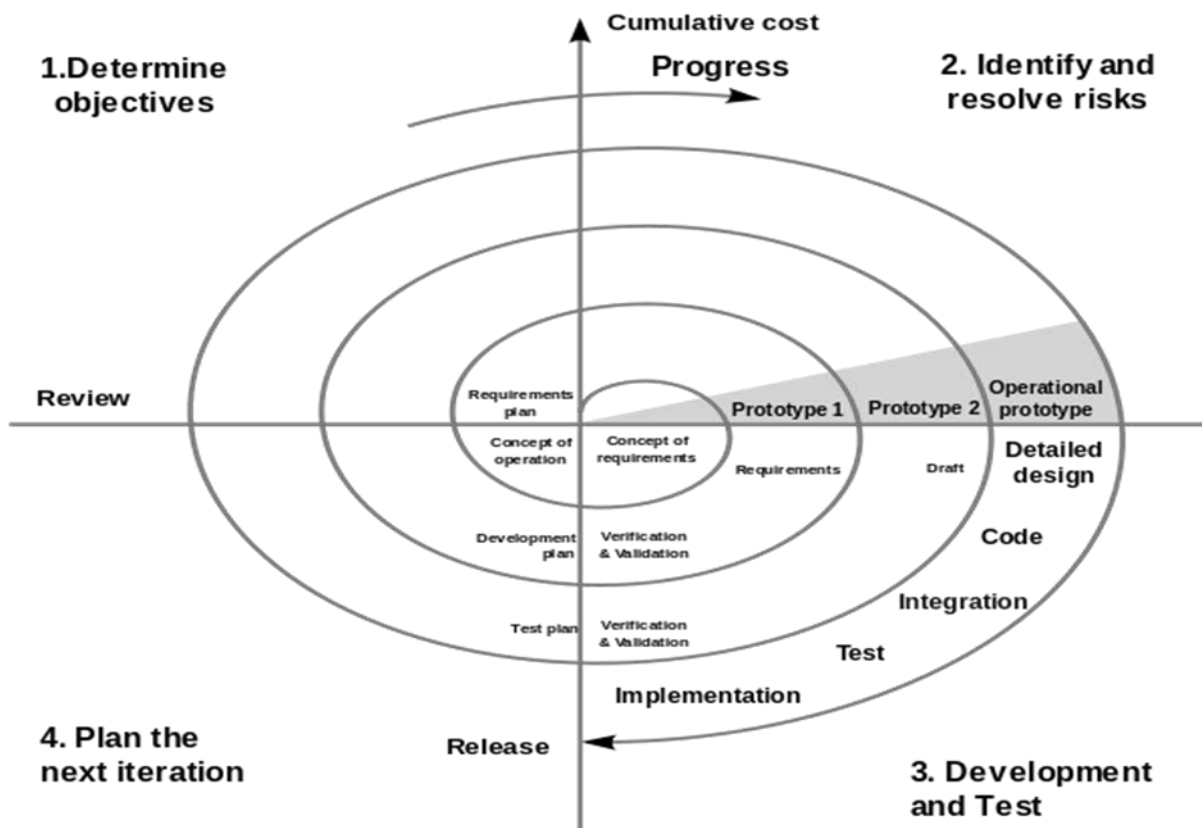 Cumulative cost
Progress
1.Determine
objectives
2. Identify and
resolve risks
Review
Requirements
plan
Prototype 1
Prototype 2
Operational
prototype
Concept of
operation
Concept of
requirements
Requirements
Draft
Detailed
design
Development
plan
Verification
& Validation
Code
Test plan
Verification
& Validation
Integration
Test
Implementation
Release
4. Plan the
next iteration
3. Development
and Test